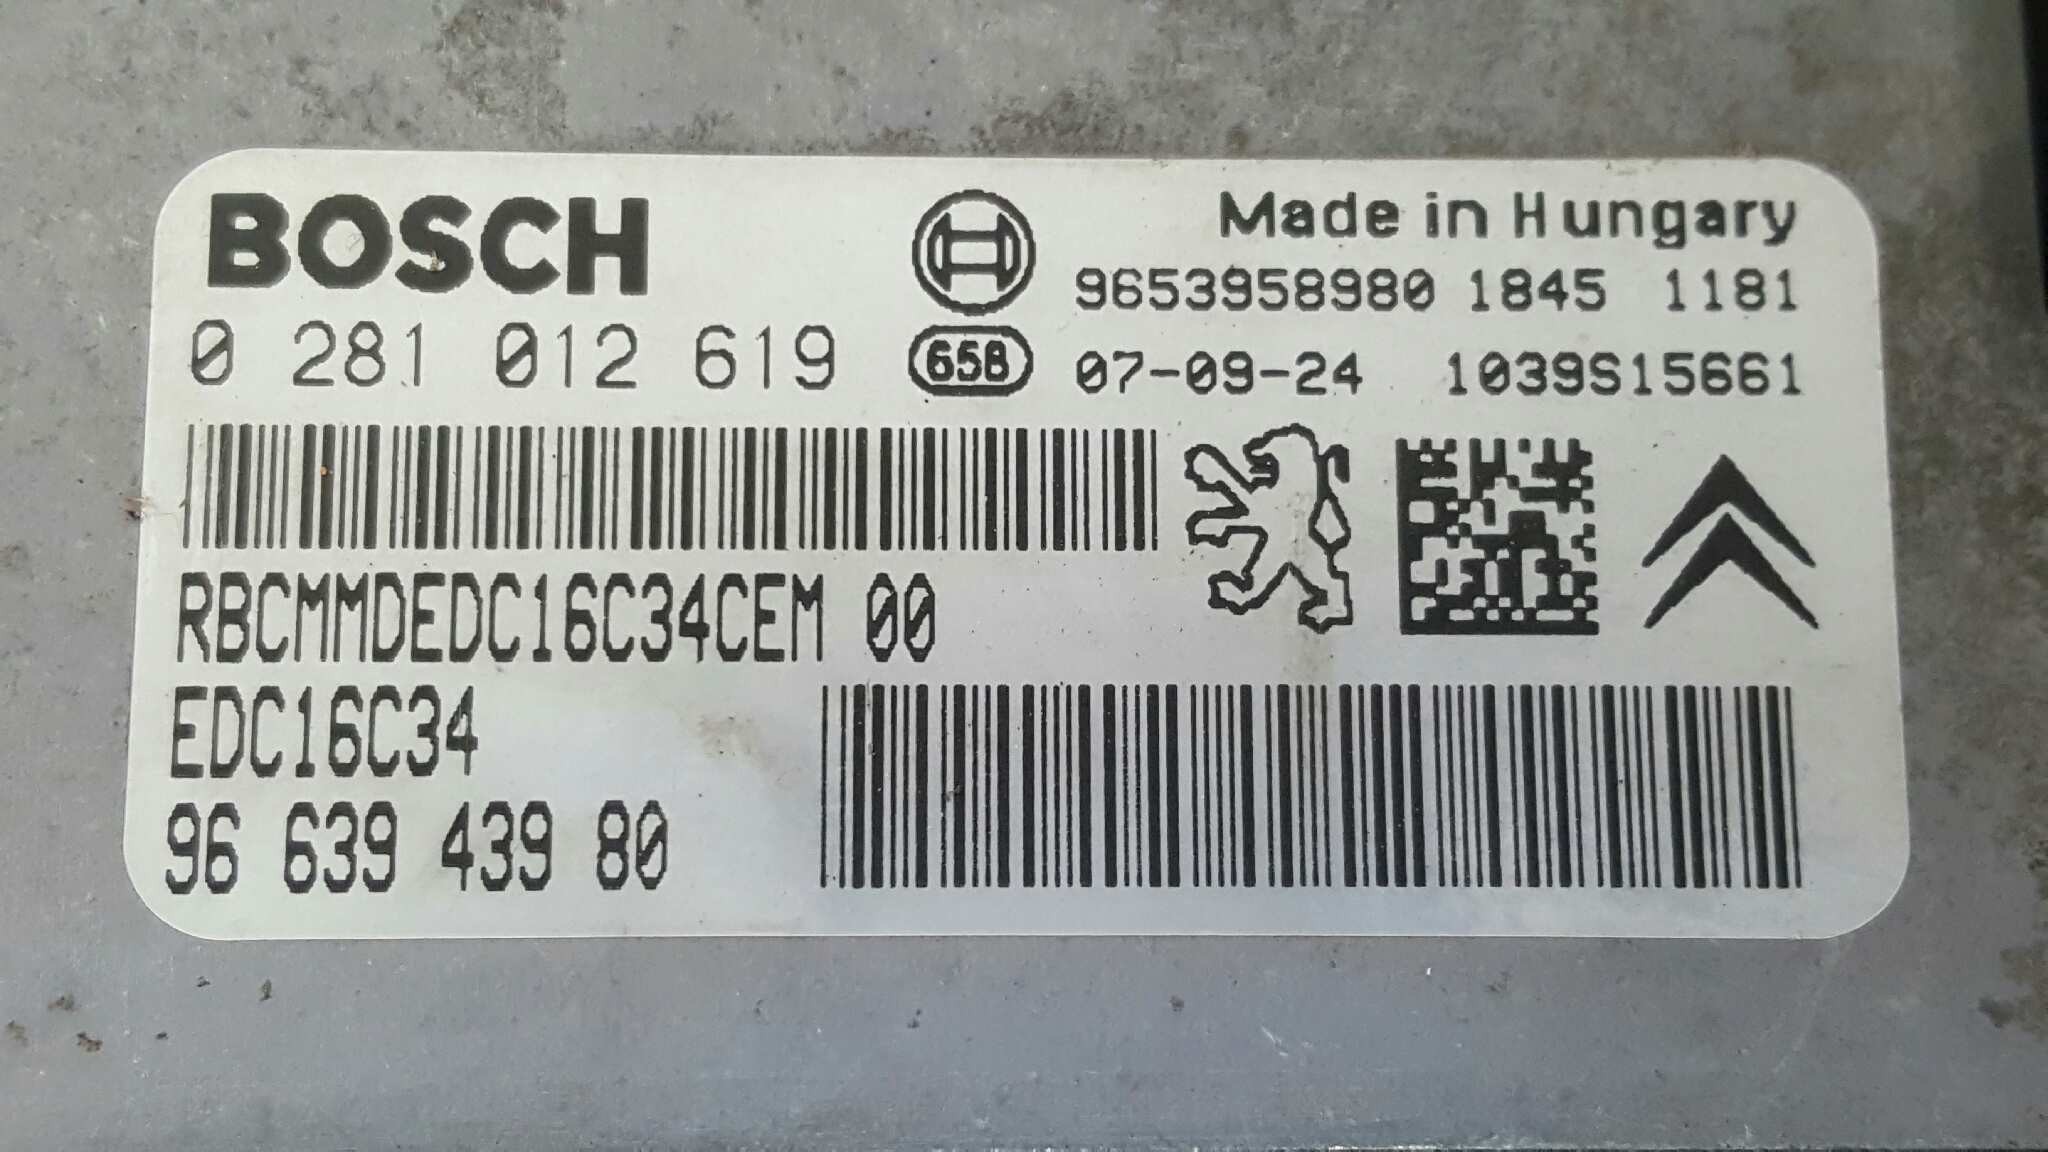 BOSCH
Made in Hungary
9653958980 1845 1181
0 281 012 619
658
07-09-24 1039S15661
RBCMMDEDC16C34CEM 00
EDC16C34
96 639 439 80